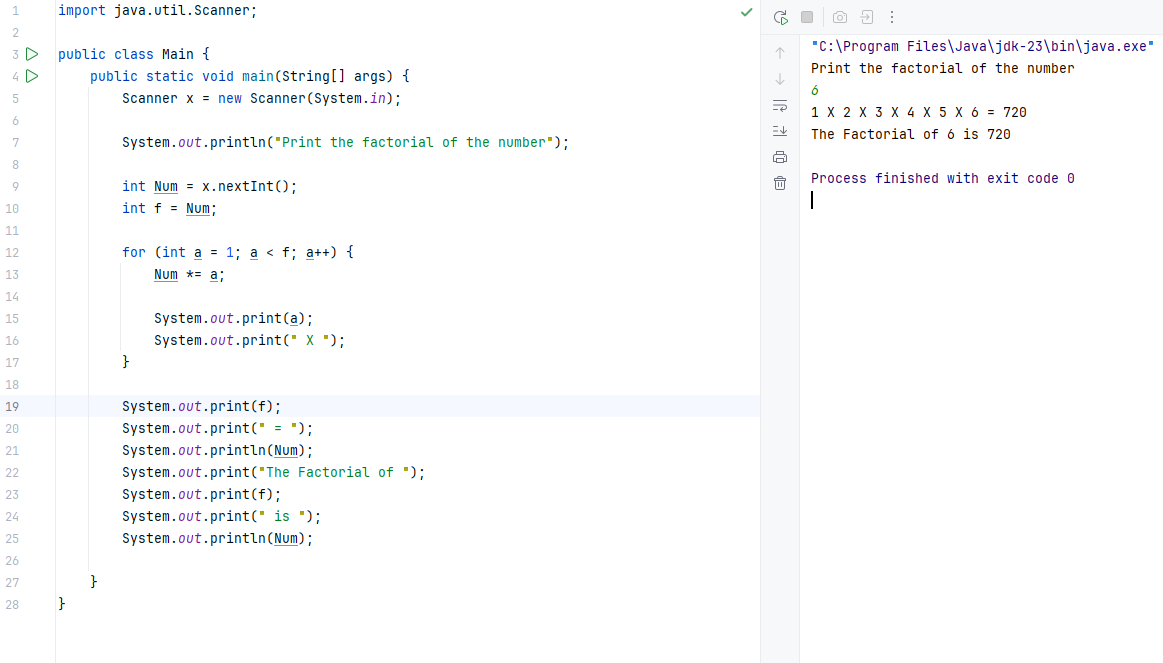 1 import java.util.Scanner;
2
3 public class Main {
4 public static void main(String[] args) {
5 Scanner x = new Scanner(System.in);
6
7 System.out.println("Print the factorial of the number");
8
9 int Num = x.nextInt();
10 int f = Num;
11
12 for (int a = 1; a < f; a++) {
13 Num *= a;
14
15 System.out.print(a);
16 System.out.print(" X ");
17 }
18
19 System.out.print(f);
20 System.out.print(" = ");
21 System.out.println(Num);
22 System.out.print("The Factorial of ");
23 System.out.print(f);
24 System.out.print(" is ");
25 System.out.println(Num);
26
27 }
28 }
"C:\Program Files\Java\jdk-23\bin\java.exe"
Print the factorial of the number
6
1 X 2 X 3 X 4 X 5 X 6 = 720
The Factorial of 6 is 720
Process finished with exit code 0